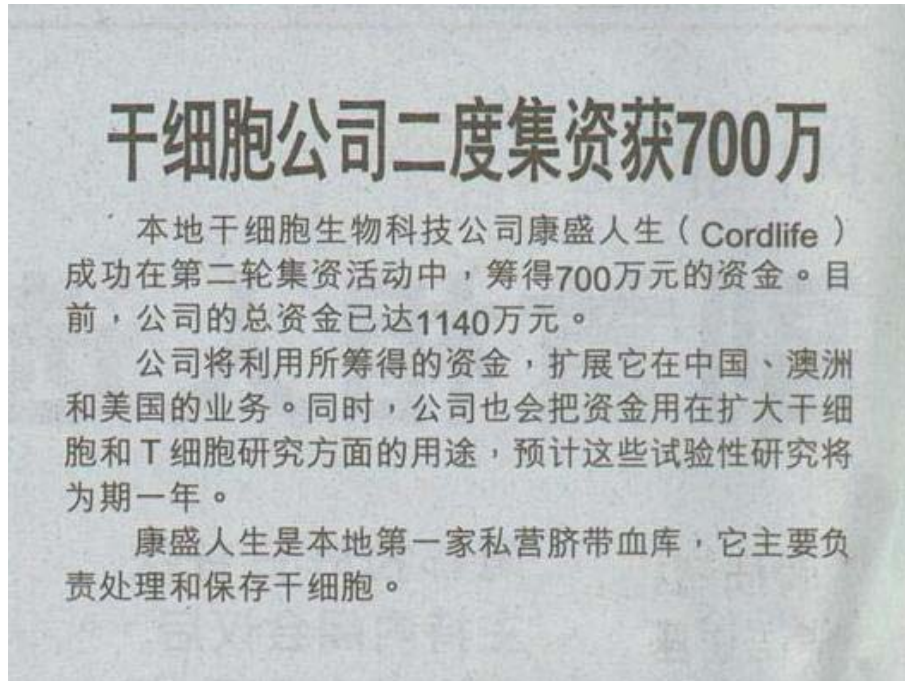 干细胞公司二度集资获700万
本地干细胞生物科技公司康盛人生（Cordlife）
成功在第二轮集资活动中，筹得700万元的资金。目
前，公司的总资金已达1140万元。
公司将利用所筹得的资金，扩展它在中国、澳洲
和美国的业务。同时，公司也会把资金用在扩大干细
胞和T细胞研究方面的用途，预计这些试验性研究将
为期一年。
康盛人生是本地第一家私营脐带血库，它主要负
责处理和保存干细胞。